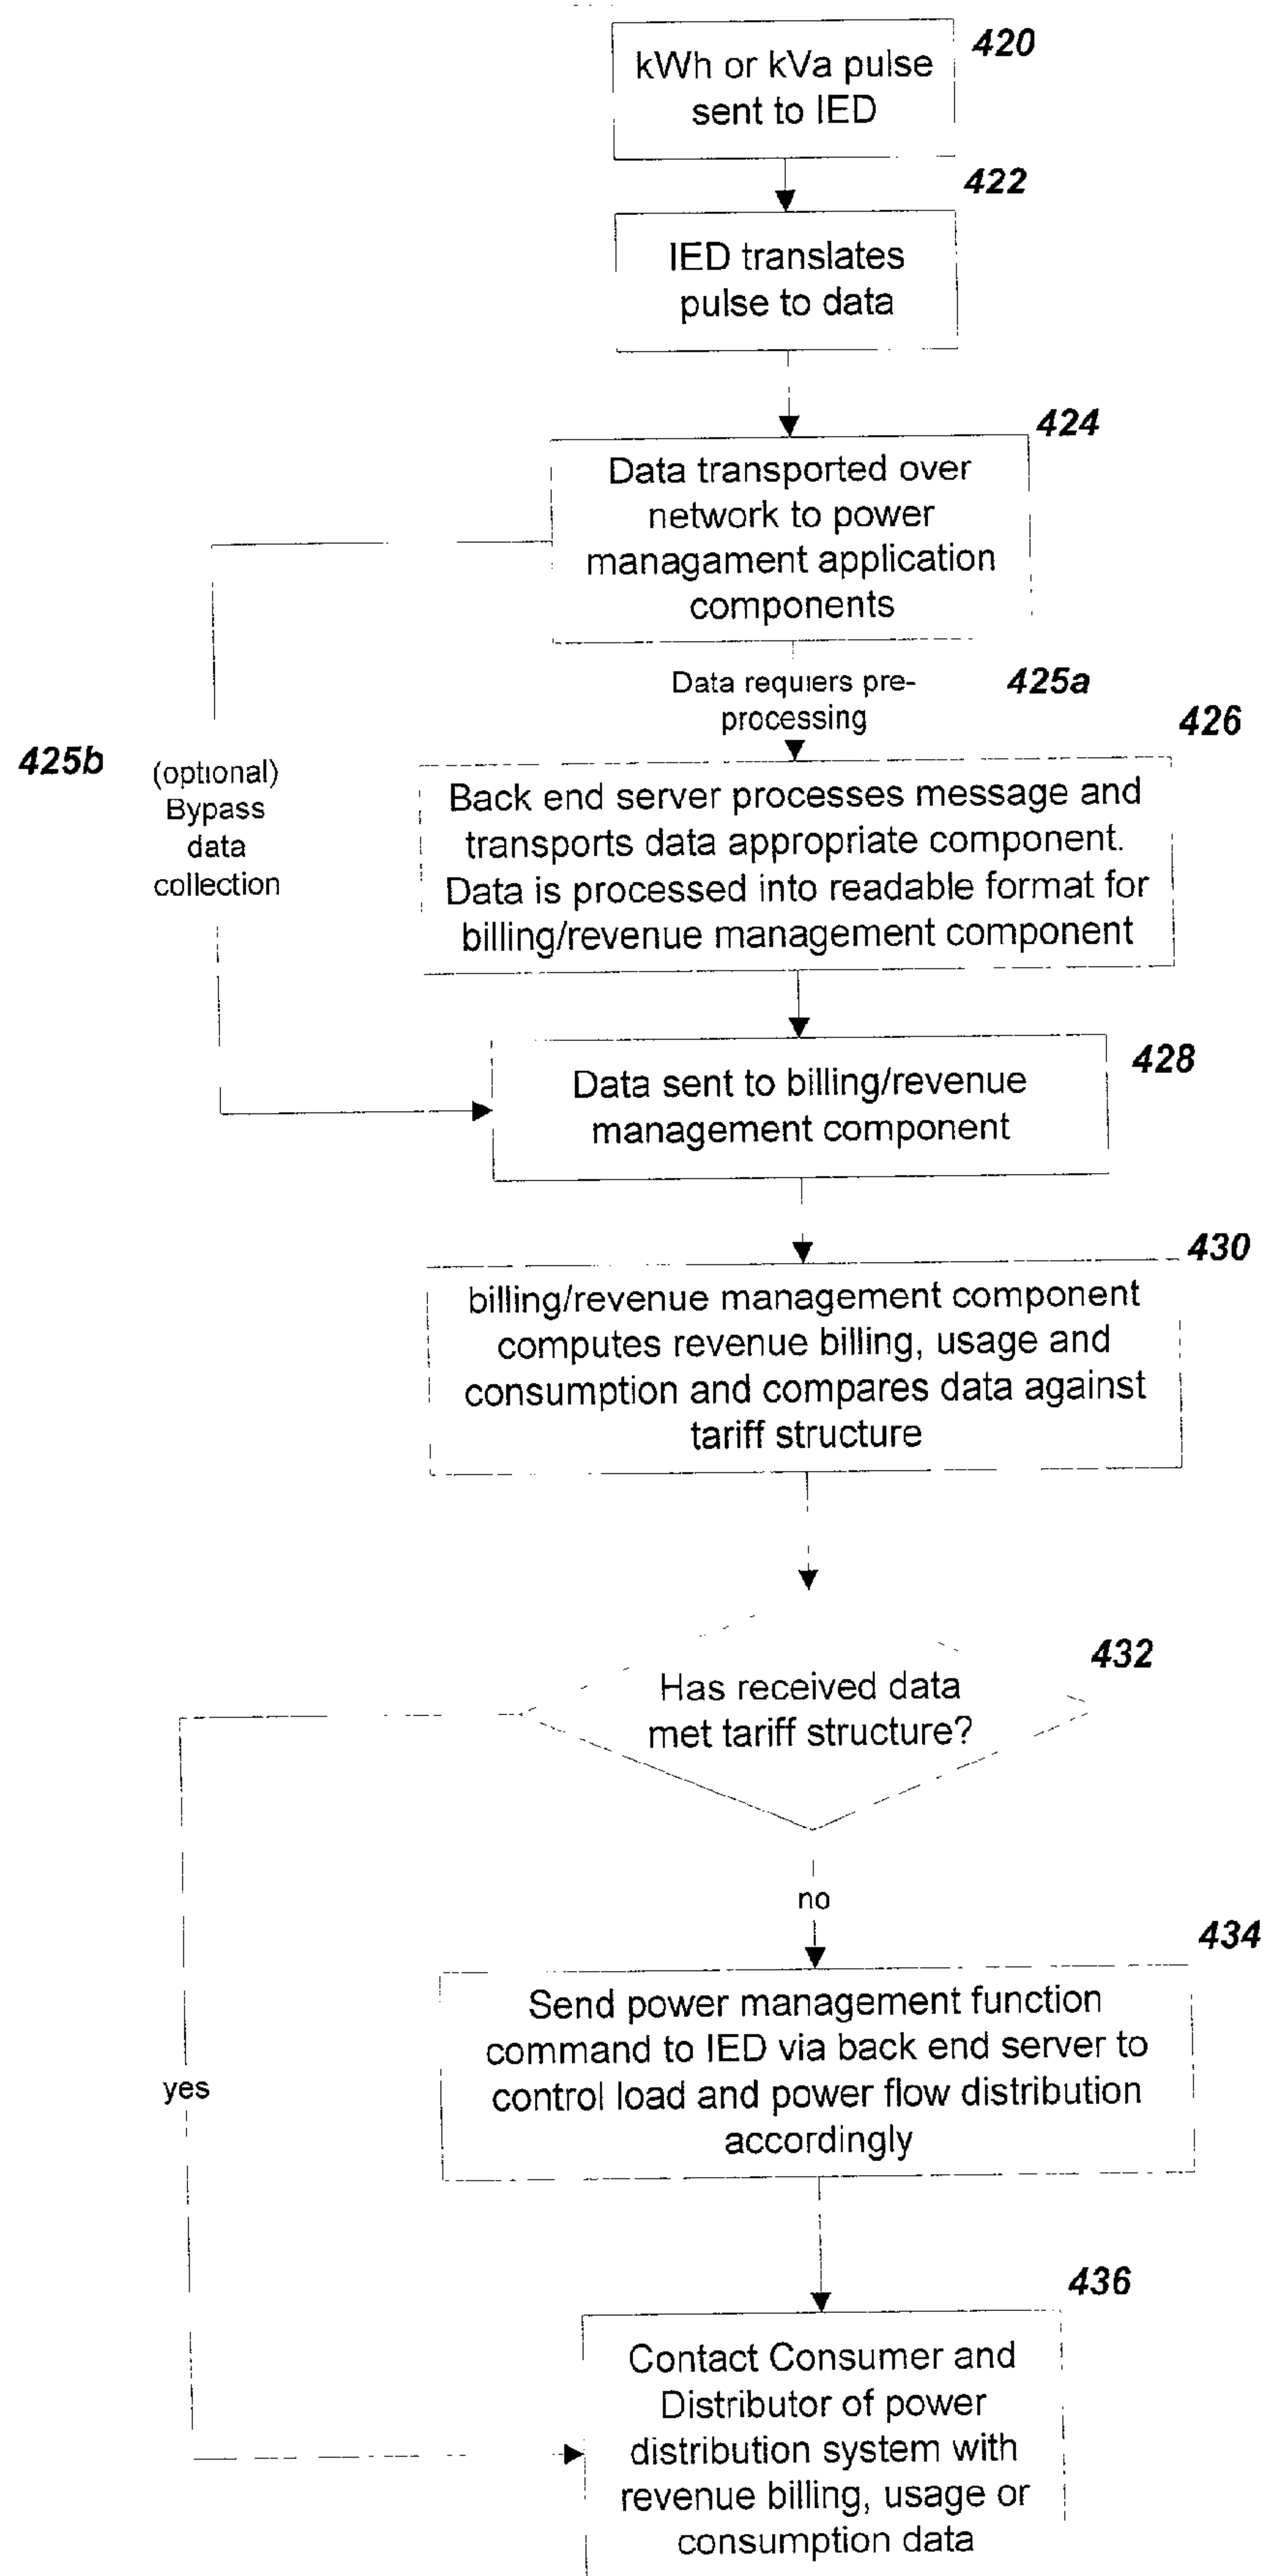 420
kWh or kVa pulse
sent to IED
422
IED translates
pulse to data
424
Data transported over
network to power
managament application
components
Data requiers pre-
processing
425a
426
425b
(optional)
Bypass
data
collection
Back end server processes message and
transports data appropriate component.
Data is processed into readable format for
billing/revenue management component
428
Data sent to billing/revenue
management component
430
billing/revenue management component
computes revenue billing, usage and
consumption and compares data against
tariff structure
432
Has received data
met tariff structure?
no
434
Send power management function
command to IED via back end server to
control load and power flow distribution
accordingly
yes
436
Contact Consumer and
Distributor of power
distribution system with
revenue billing, usage or
consumption data